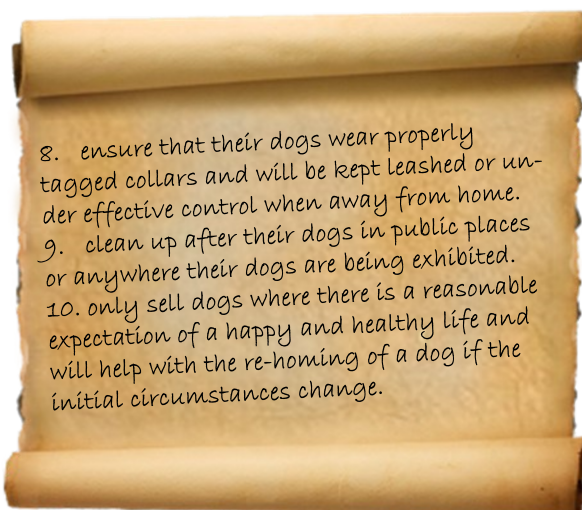 8. ensure that their dogs wear properly
tagged collars and will be kept leashed or un-
der effective control when away from home.
9. clean up after their dogs in public places
or anywhere their dogs are being exhibited.
10. only sell dogs where there is a reasonable
expectation of a happy and healthy life and
will help with the re-homing of a dog if the
initial circumstances change.